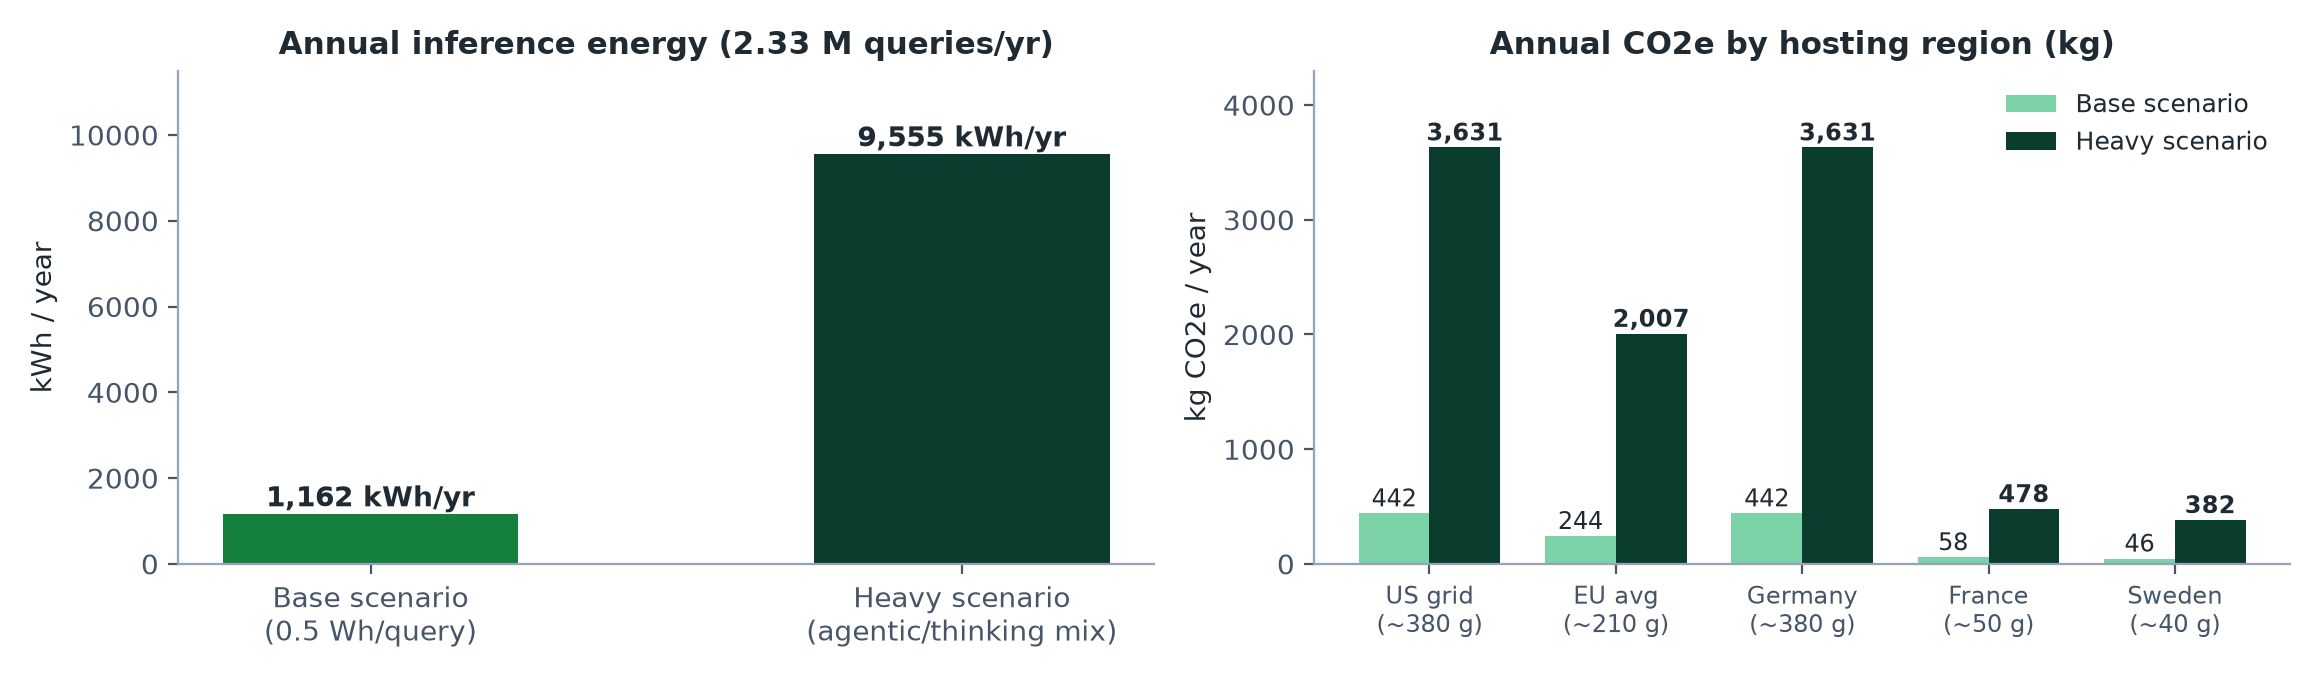 Annual inference energy (2.33 M queries/yr)
kWh / year
10000
8000
6000
4000
2000
0
1,162 kWh/yr
9,555 kWh/yr
Base scenario
(0.5 Wh/query)
Heavy scenario
(agentic/thinking mix)
Annual CO2e by hosting region (kg)
kg CO2e / year
4000
3000
2000
1000
0
Base scenario
Heavy scenario
442
3,631
244
2,007
442
3,631
58
478
46
382
US grid
(~380 g)
EU avg
(~210 g)
Germany
(~380 g)
France
(~50 g)
Sweden
(~40 g)